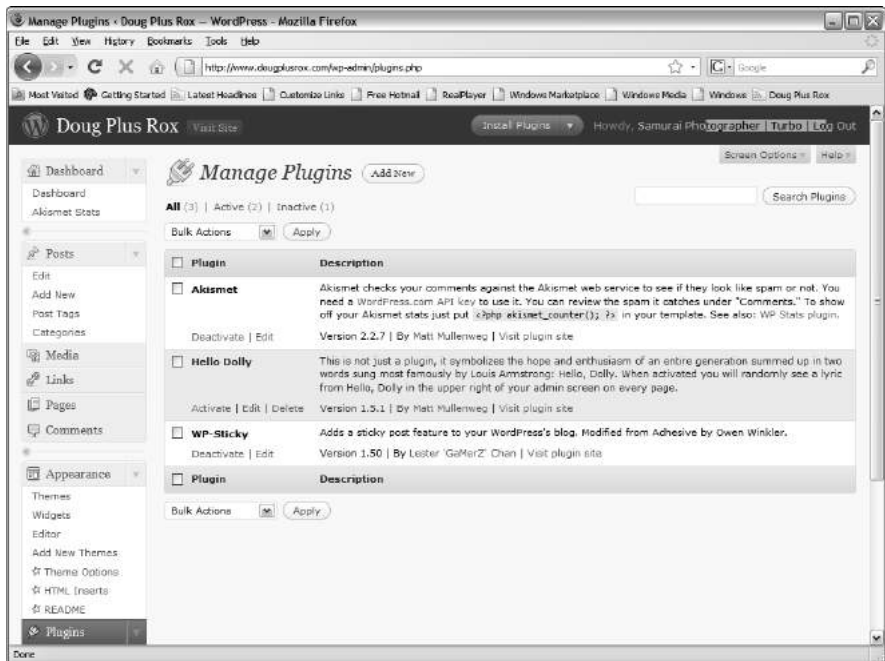 Manage Plugins ‹ Doug Plus Rox — WordPress - Mozilla Firefox
File Edit View History Bookmarks Tools Help
http://www.dougplusrox.com/wp-admin/plugins.php
Google
Most Visited Getting Started Latest Headlines Customize Links Free Hotmail RealPlayer Windows Marketplace Windows Media Windows Doug Plus Rox
Doug Plus Rox Visit Site
Install Plugins
Howdy, Samurai Photographer | Turbo | Log Out
Screen Options Help
Dashboard
Dashboard
Akismet Stats
Posts
Edit
Add New
Post Tags
Categories
Media
Links
Pages
Comments
Appearance
Themes
Widgets
Editor
Add New Themes
Theme Options
HTML Inserts
README
Plugins
Manage Plugins Add New
Search Plugins
All (3) | Active (2) | Inactive (1)
Bulk Actions Apply
Plugin Description
Akismet
Akismet checks your comments against the Akismet web service to see if they look like spam or not. You
need a WordPress.com API key to use it. You can review the spam it catches under "Comments." To show
off your Akismet stats just put <?php akismet_counter(); ?> in your template. See also: WP Stats plugin.
Deactivate | Edit Version 2.2.7 | By Matt Mullenweg | Visit plugin site
Hello Dolly
This is not just a plugin, it symbolizes the hope and enthusiasm of an entire generation summed up in two
words sung most famously by Louis Armstrong: Hello, Dolly. When activated you will randomly see a lyric
from Hello, Dolly in the upper right of your admin screen on every page.
Activate | Edit | Delete Version 1.5.1 | By Matt Mullenweg | Visit plugin site
WP-Sticky
Adds a sticky post feature to your WordPress's blog. Modified from Adhesive by Owen Winkler.
Deactivate | Edit Version 1.50 | By Lester 'GaMerZ' Chan | Visit plugin site
Plugin Description
Bulk Actions Apply
Done